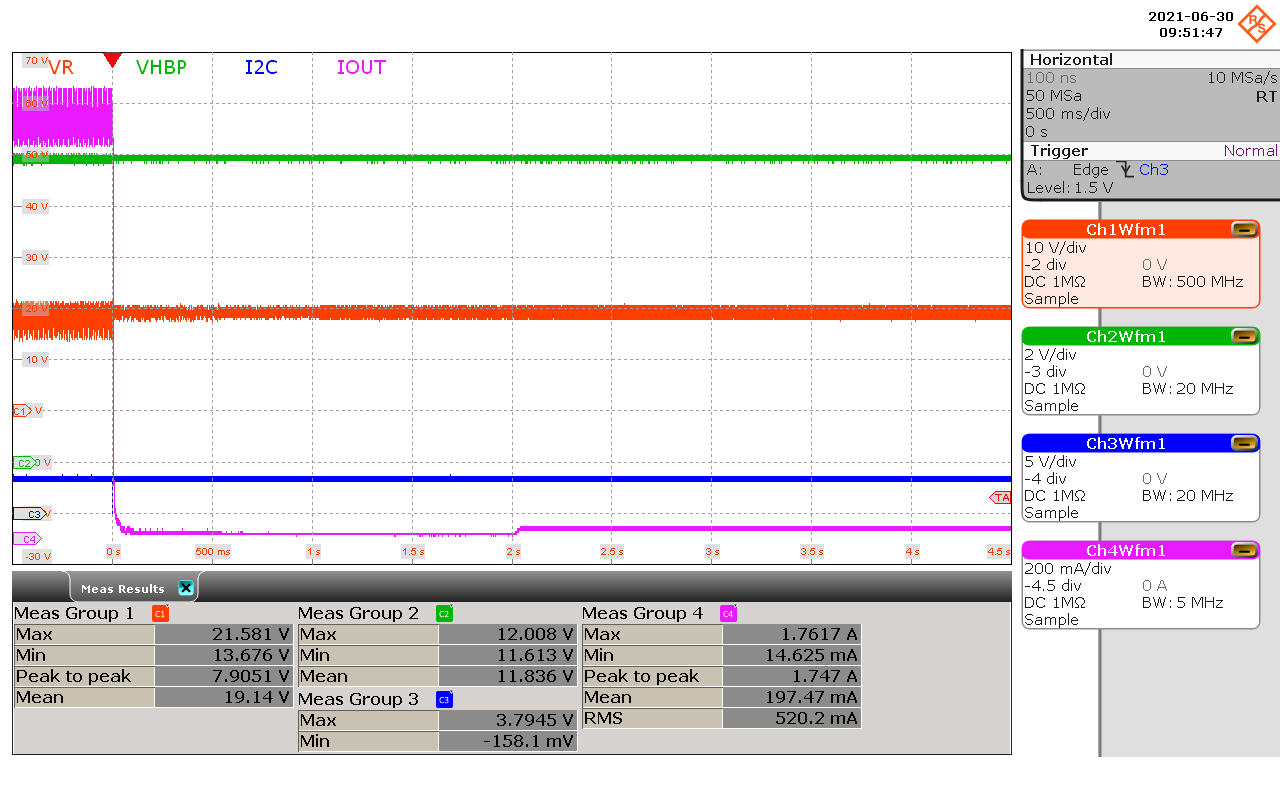 2021-06-30
09:51:47
R S
VR VHBP I2C IOUT
70 V
60 V
50 V
40 V
30 V
20 V
10 V
C1 V
C2 0 V
C3 V
C4
-30 V
TA
0 s 500 ms 1 s 1.5 s 2 s 2.5 s 3 s 3.5 s 4 s 4.5 s
Horizontal
100 ns 10 MSa/s
50 MSa RT
500 ms/div
0 s
Trigger Normal
A: Edge Ch3
Level: 1.5 V
Ch1Wfm1
10 V/div
-2 div 0 V
DC 1MΩ BW: 500 MHz
Sample
Ch2Wfm1
2 V/div
-3 div 0 V
DC 1MΩ BW: 20 MHz
Sample
Ch3Wfm1
5 V/div
-4 div 0 V
DC 1MΩ BW: 20 MHz
Sample
Ch4Wfm1
200 mA/div
-4.5 div 0 A
DC 1MΩ BW: 5 MHz
Sample
Meas Results
Meas Group 1 C1
Max 21.581 V
Min 13.676 V
Peak to peak 7.9051 V
Mean 19.14 V
Meas Group 2 C2
Max 12.008 V
Min 11.613 V
Mean 11.836 V
Meas Group 3 C3
Max 3.7945 V
Min -158.1 mV
Meas Group 4 C4
Max 1.7617 A
Min 14.625 mA
Peak to peak 1.747 A
Mean 197.47 mA
RMS 520.2 mA